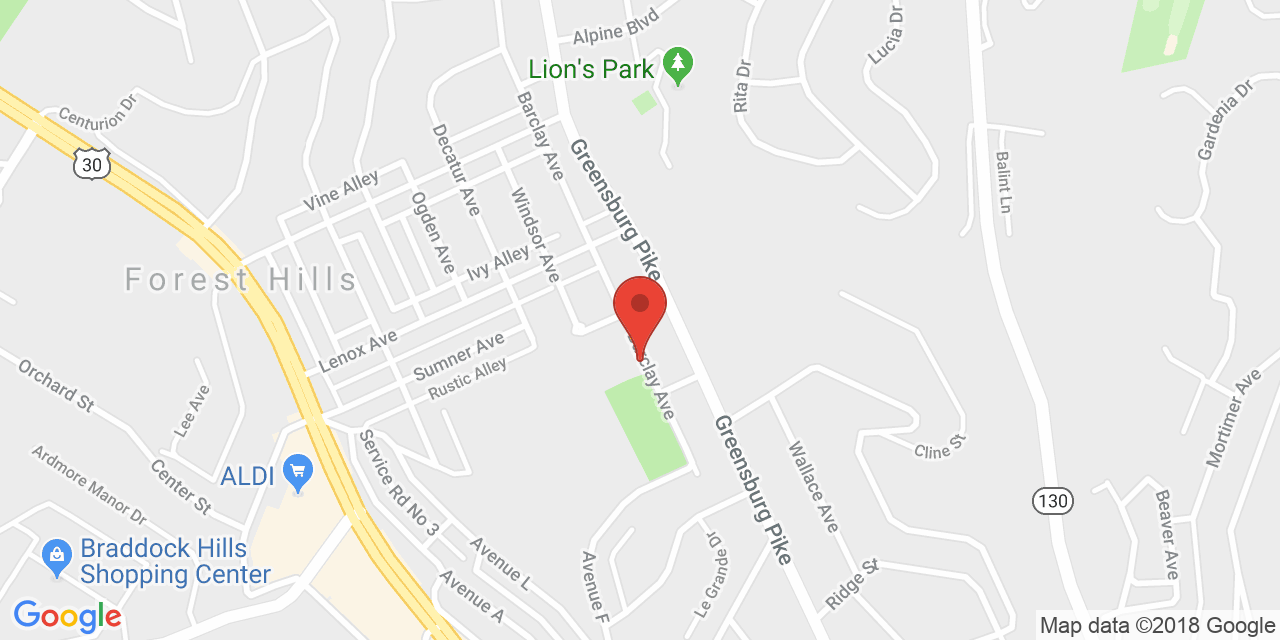 Alpine Blvd
Lucia Dr
Lion's Park
Rita Dr
Gardenia Dr
Centurion Dr
Barclay Ave
30
Decatur Ave
Greensburg Pike
Balint Ln
Vine Alley
Ogden Ave
Windsor Ave
Ivy Alley
Forest Hills
Lenox Ave
Sumner Ave
Rustic Alley
Barclay Ave
Orchard St
Lee Ave
Mortimer Ave
Greensburg Pike
Cline St
Wallace Ave
Service Rd No 3
Center St
Ardmore Manor Dr
ALDI
130
Beaver Ave
Braddock Hills
Shopping Center
Avenue L
Avenue A
Avenue F
Le Grande Dr
Ridge St
Google
Map data ©2018 Google